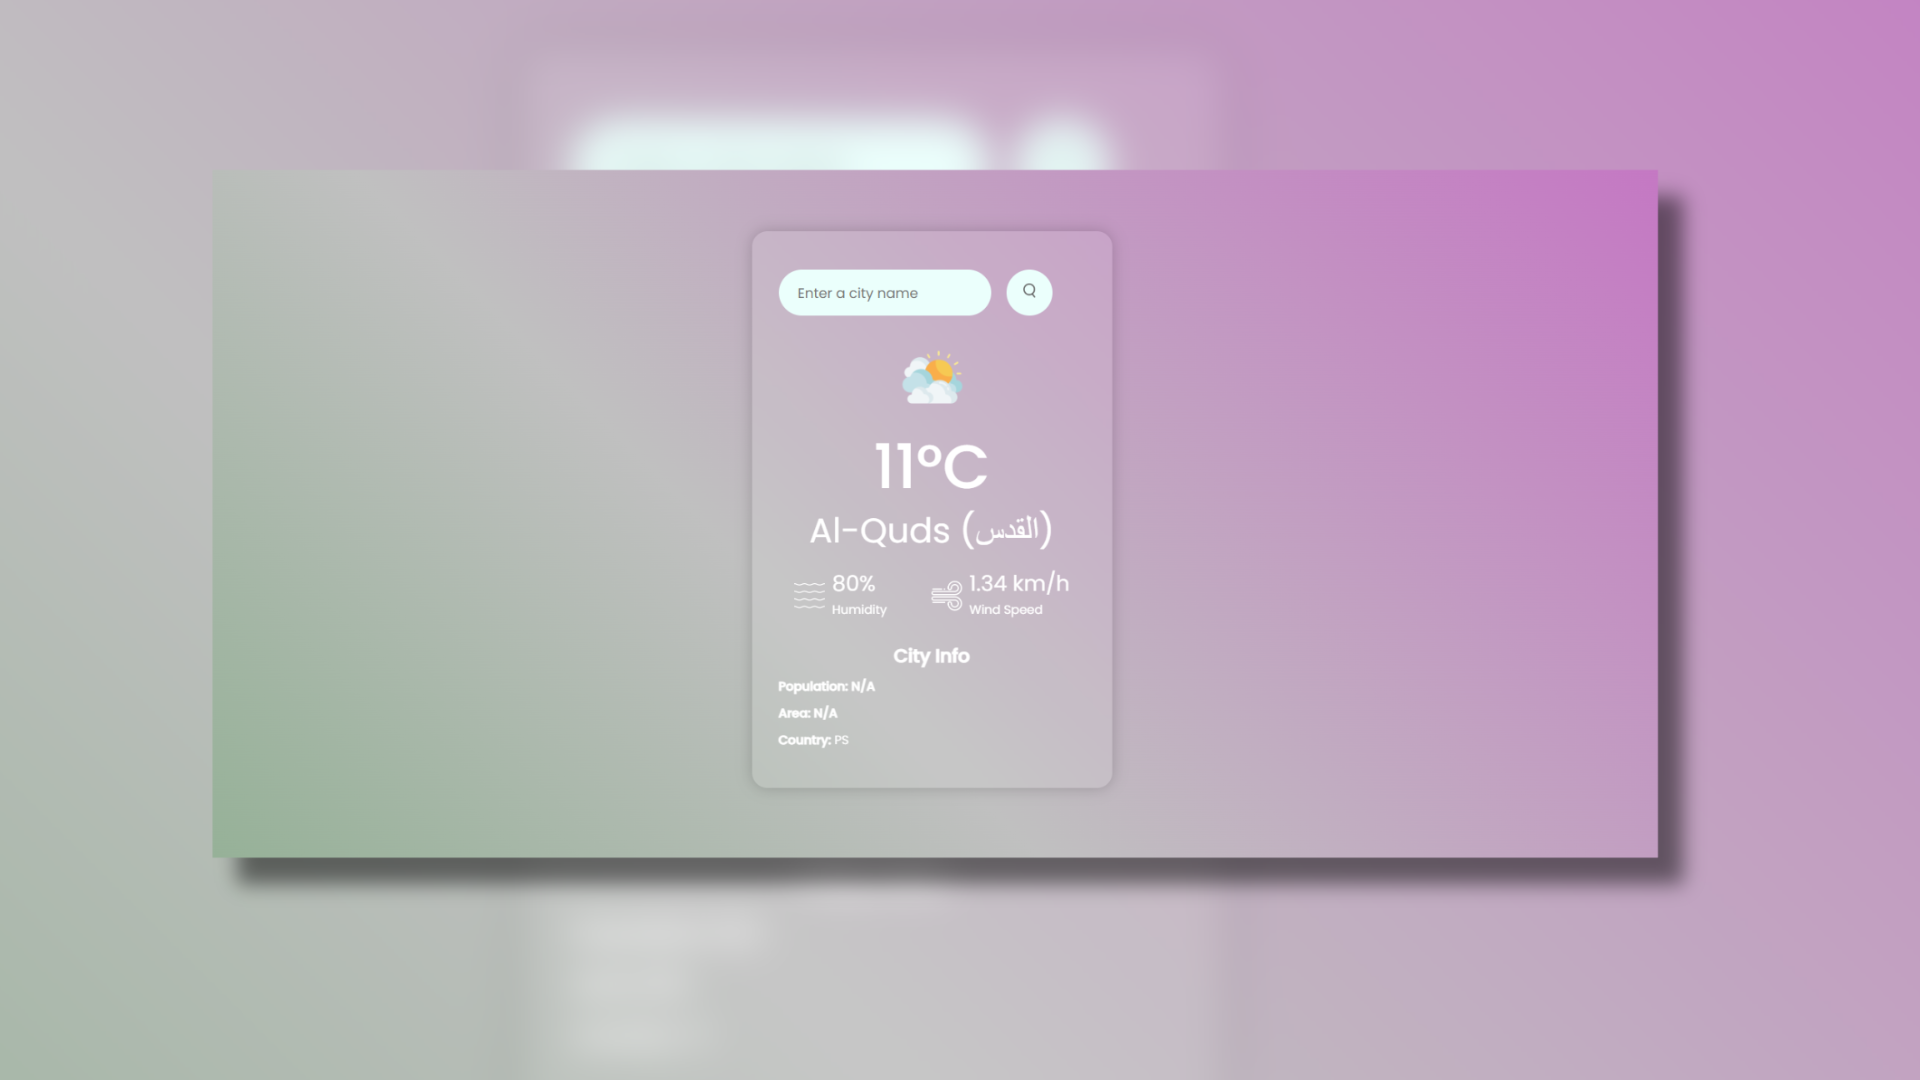 Enter a city name
11°C
Al-Quds (القدس)
80%
Humidity
1.34 km/h
Wind Speed
City Info
Population: N/A
Area: N/A
Country: PS